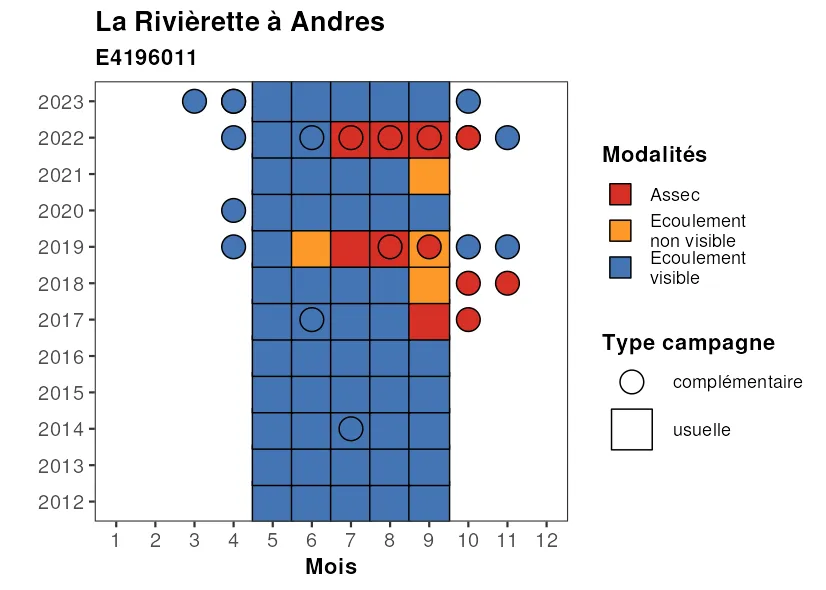 La Rivièrette à Andres
E4196011
2023
2022
2021
2020
2019
2018
2017
2016
2015
2014
2013
2012
1 2 3 4 5 6 7 8 9 10 11 12
Mois
Modalités
Assec
Ecoulement
non visible
Ecoulement
visible
Type campagne
complémentaire
usuelle